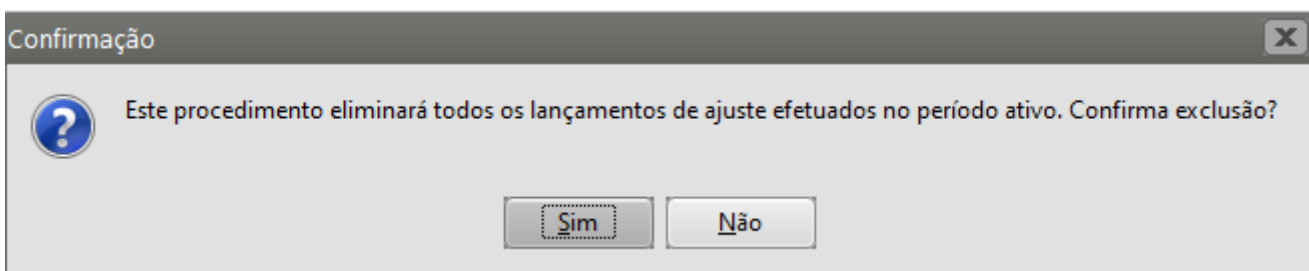 Confirmação
Este procedimento eliminará todos os lançamentos de ajuste efetuados no período ativo. Confirma exclusão?
Sim
Não